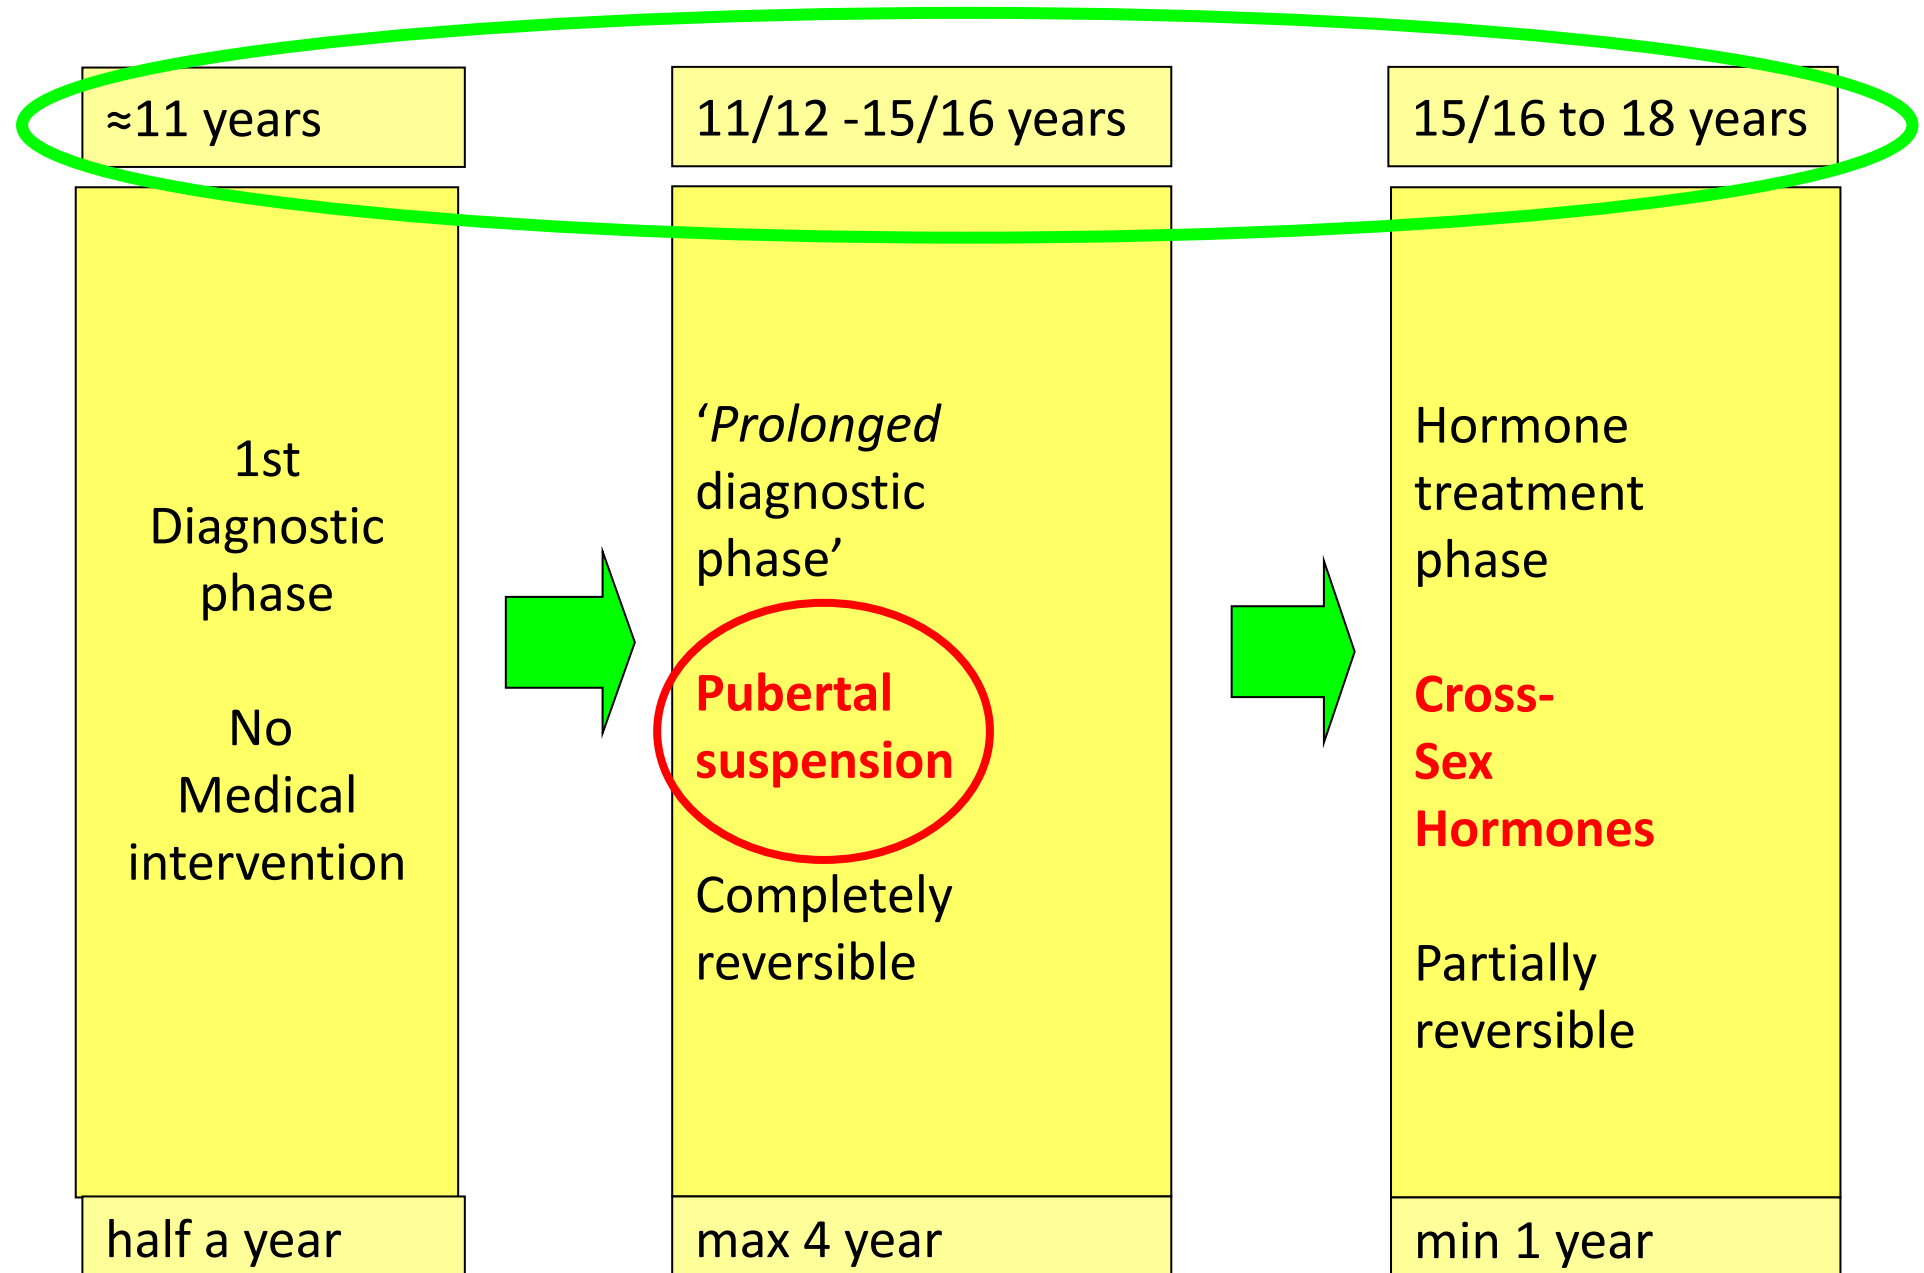 ≈11 years
11/12 -15/16 years
15/16 to 18 years
1st
Diagnostic
phase
No
Medical
intervention
‘Prolonged
diagnostic
phase’
Pubertal
suspension
Completely
reversible
Hormone
treatment
phase
Cross-
Sex
Hormones
Partially
reversible
half a year
max 4 year
min 1 year